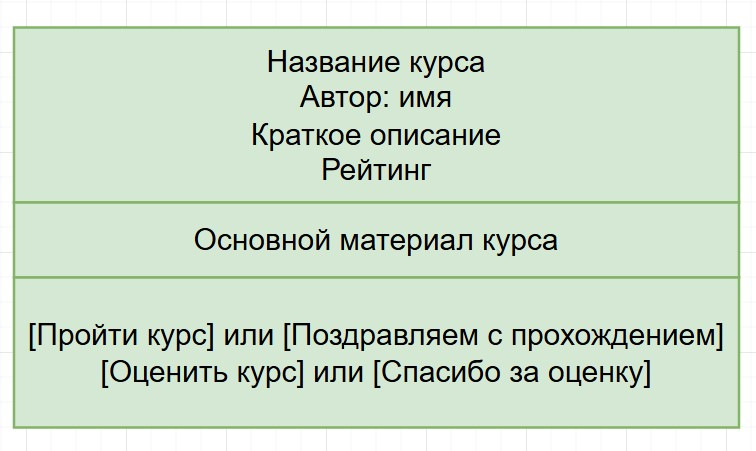 Название курса
Автор: имя
Краткое описание
Рейтинг
Основной материал курса
[Пройти курс] или [Поздравляем с прохождением]
[Оценить курс] или [Спасибо за оценку]